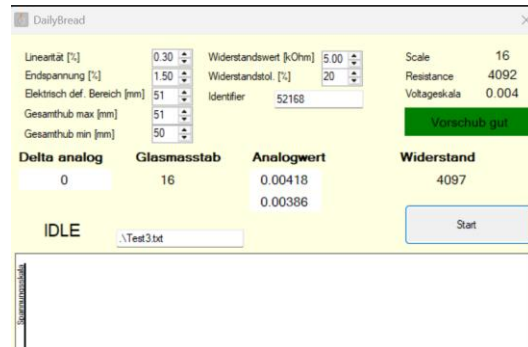 DailyBread
Linearität [%] 0.30 Widerstandswert [kOhm] 5.00 Scale 16
Endspannung [%] 1.50 Widerstandstol. [%] 20 Resistance 4092
Elektrisch def. Bereich [mm] 51 Identifier 52168 Voltageskala 0.004
Gesamthub max [mm] 51 Vorschub gut
Gesamthub min [mm] 50
Delta analog Glasmasstab Analogwert Widerstand
0 16 0.00418 4097
0.00386
IDLE .\Test3.txt Start
Spannungsskala